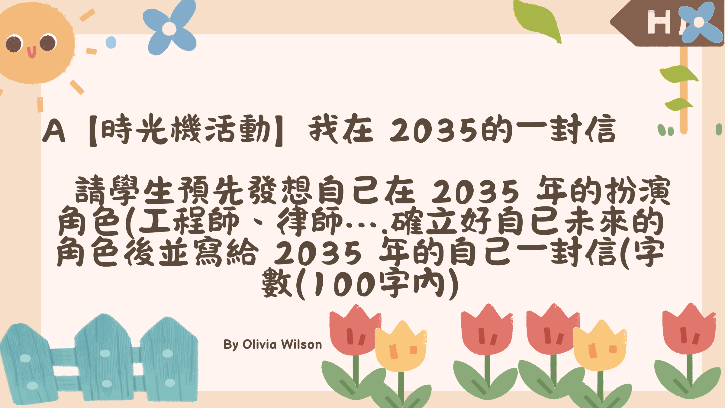 HI
A【時光機活動】我在 2035的一封信
請學生預先發想自己在 2035 年的扮演
角色(工程師、律師….確立好自己未來的
角色後並寫給 2035 年的自己一封信(字
數(100字內)
By Olivia Wilson